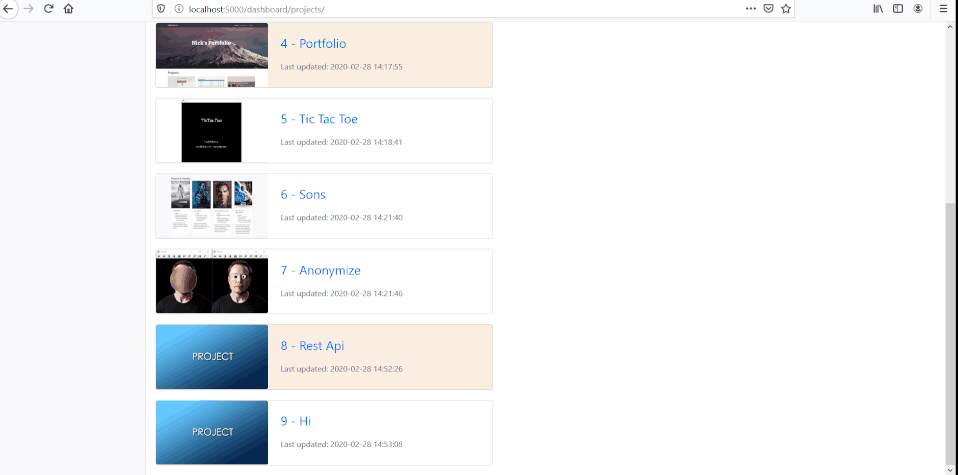 localhost:5000/dashboard/projects/
Nick's Portfolio
Projects
4 - Portfolio
Last updated: 2020-02-28 14:17:55
Tic Tac Toe
5 - Tic Tac Toe
Last updated: 2020-02-28 14:18:41
6 - Sons
Last updated: 2020-02-28 14:21:40
7 - Anonymize
Last updated: 2020-02-28 14:21:46
PROJECT
8 - Rest Api
Last updated: 2020-02-28 14:52:26
PROJECT
9 - Hi
Last updated: 2020-02-28 14:53:08